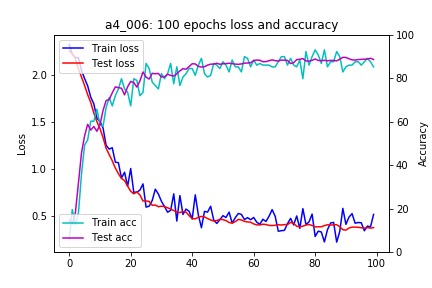 a4_006: 100 epochs loss and accuracy
Train loss
Test loss
Train acc
Test acc
Loss
2.0
1.5
1.0
0.5
Accuracy
100
80
60
40
20
0
0
20
40
60
80
100